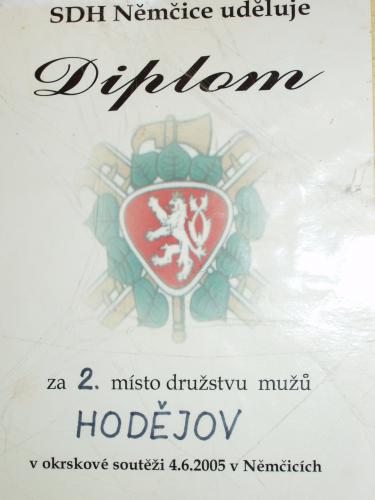 SDH Němčice uděluje
Diplom
za 2. místo družstvu mužů
HODĚJOV
v okrskové soutěži 4.6.2005 v Němčicích